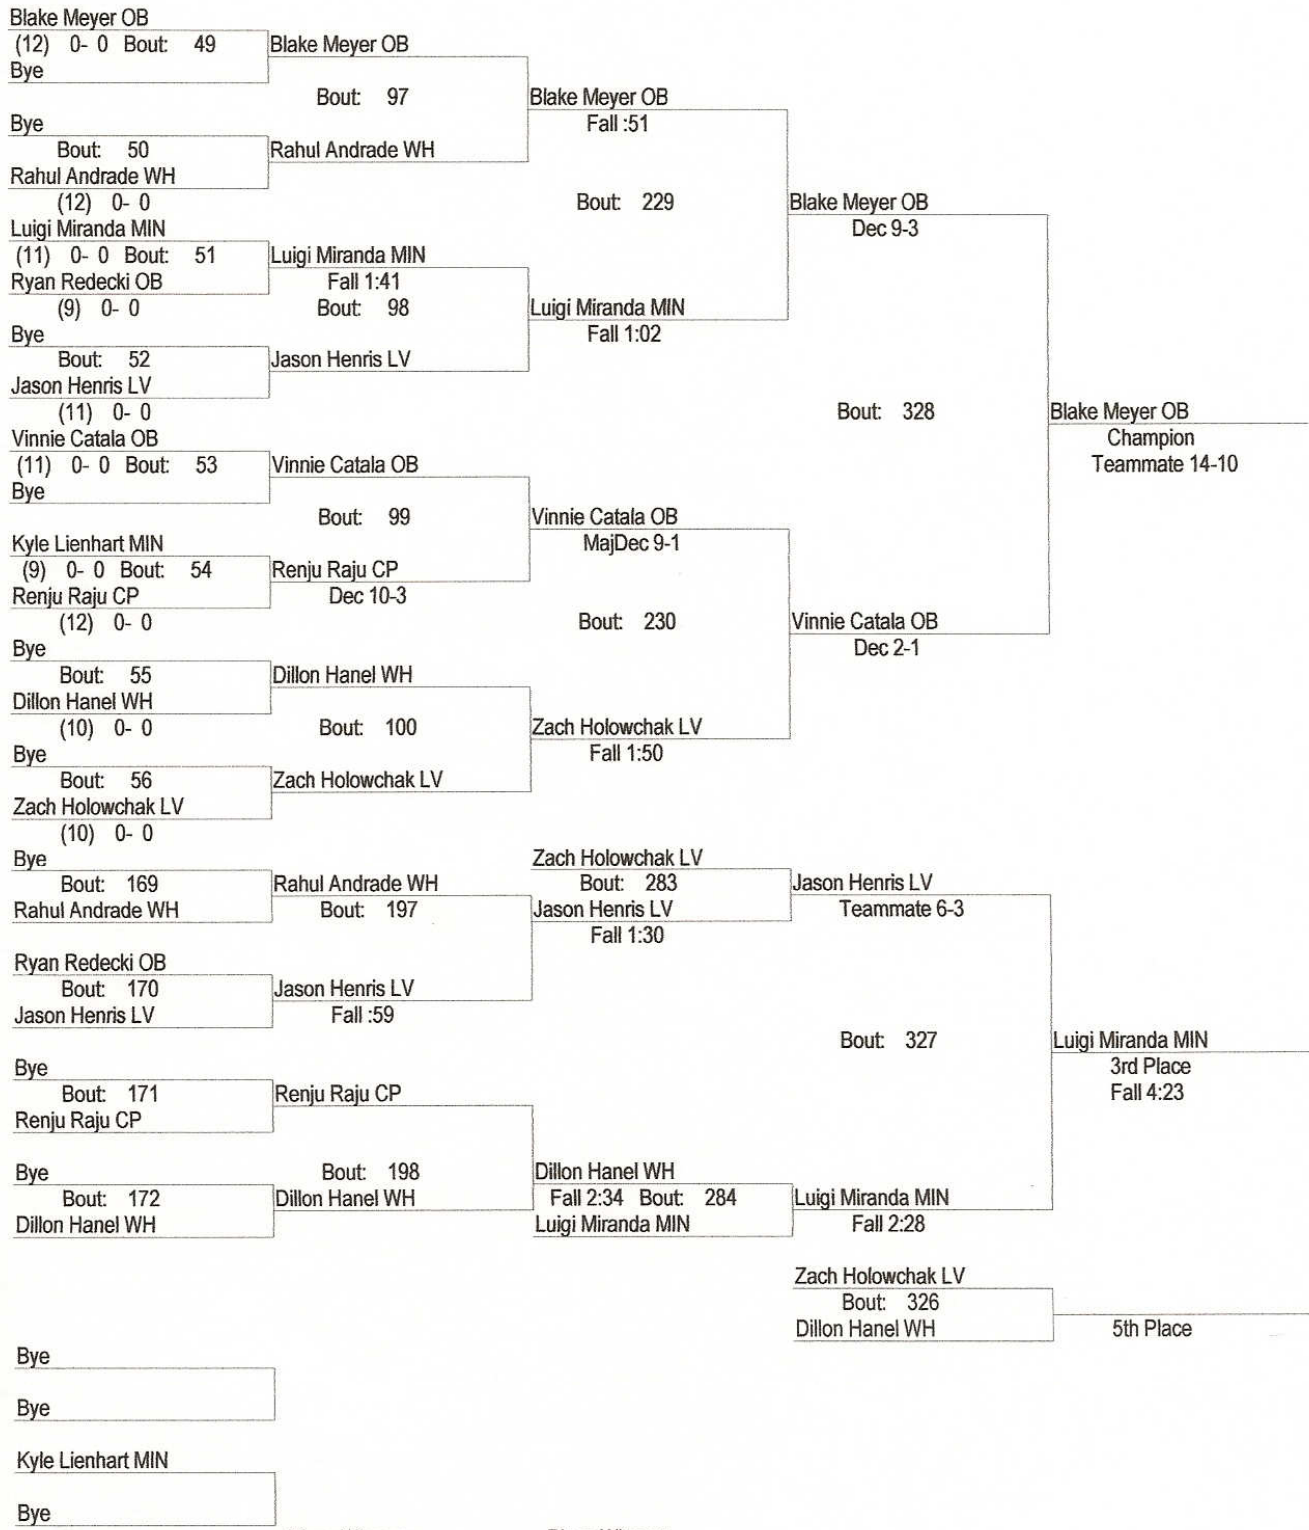 Blake Meyer OB
(12) 0- 0 Bout: 49
Bye
Blake Meyer OB
Bout: 97
Bye
Bout: 50
Rahul Andrade WH
(12) 0- 0
Rahul Andrade WH
Blake Meyer OB
Fall :51
Bout: 229
Luigi Miranda MIN
(11) 0- 0 Bout: 51
Ryan Redecki OB
(9) 0- 0
Luigi Miranda MIN
Fall 1:41
Bout: 98
Bye
Bout: 52
Jason Henris LV
(11) 0- 0
Jason Henris LV
Luigi Miranda MIN
Fall 1:02
Blake Meyer OB
Dec 9-3
Bout: 328
Blake Meyer OB
Champion
Teammate 14-10
Vinnie Catala OB
(11) 0- 0 Bout: 53
Bye
Vinnie Catala OB
Bout: 99
Kyle Lienhart MIN
(9) 0- 0 Bout: 54
Renju Raju CP
(12) 0- 0
Renju Raju CP
Dec 10-3
Vinnie Catala OB
MajDec 9-1
Bout: 230
Vinnie Catala OB
Dec 2-1
Bye
Bout: 55
Dillon Hanel WH
(10) 0- 0
Dillon Hanel WH
Bout: 100
Bye
Bout: 56
Zach Holowchak LV
(10) 0- 0
Zach Holowchak LV
Zach Holowchak LV
Fall 1:50
Bye
Bout: 169
Rahul Andrade WH
Rahul Andrade WH
Bout: 197
Ryan Redecki OB
Bout: 170
Jason Henris LV
Jason Henris LV
Fall :59
Zach Holowchak LV
Bout: 283
Jason Henris LV
Fall 1:30
Jason Henris LV
Teammate 6-3
Bout: 327
Luigi Miranda MIN
3rd Place
Fall 4:23
Bye
Bout: 171
Renju Raju CP
Renju Raju CP
Bout: 198
Bye
Bout: 172
Dillon Hanel WH
Dillon Hanel WH
Dillon Hanel WH
Fall 2:34 Bout: 284
Luigi Miranda MIN
Luigi Miranda MIN
Fall 2:28
Zach Holowchak LV
Bout: 326
Dillon Hanel WH
5th Place
Bye
Bye
Kyle Lienhart MIN
Bye